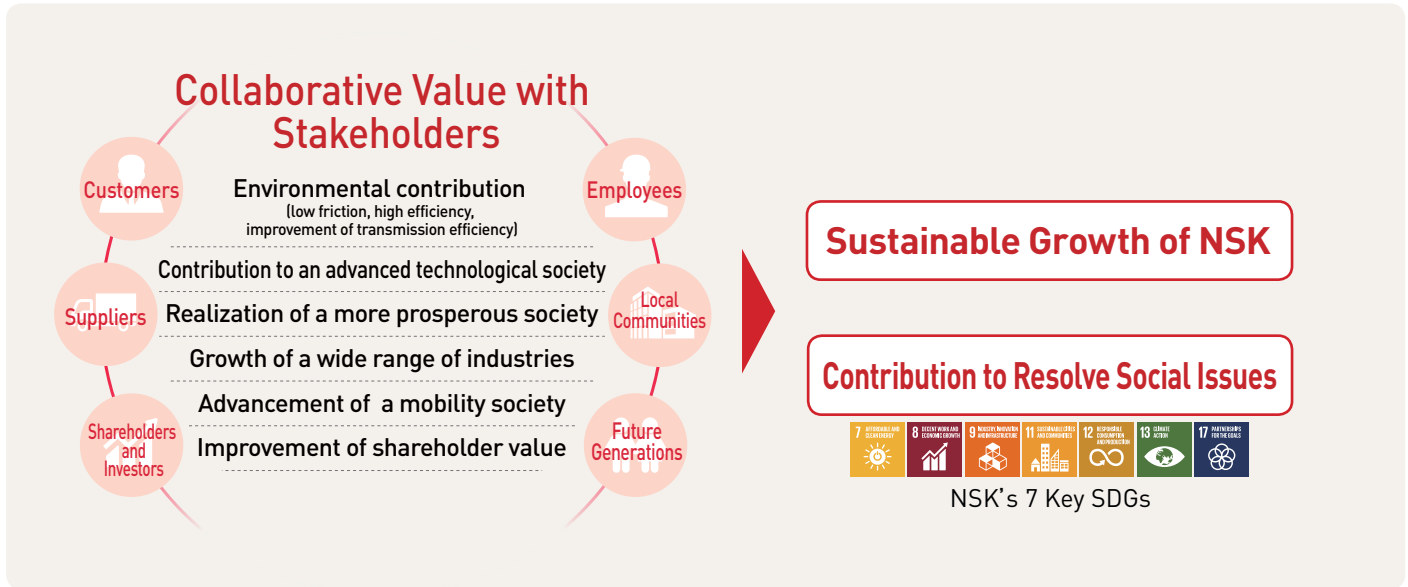 Collaborative Value with
Stakeholders
Customers
Suppliers
Shareholders
and
Investors
Environmental contribution
(low friction, high efficiency,
improvement of transmission efficiency)
Contribution to an advanced technological society
Realization of a more prosperous society
Growth of a wide range of industries
Advancement of a mobility society
Improvement of shareholder value
Employees
Local
Communities
Future
Generations
Sustainable Growth of NSK
Contribution to Resolve Social Issues
7 AFFORDABLE AND
CLEAN ENERGY
8 DECENT WORK AND
ECONOMIC GROWTH
9 INDUSTRY, INNOVATION
AND INFRASTRUCTURE
11 SUSTAINABLE CITIES
AND COMMUNITIES
12 RESPONSIBLE
CONSUMPTION
AND PRODUCTION
13 CLIMATE
ACTION
17 PARTNERSHIPS
FOR THE GOALS
NSK's 7 Key SDGs